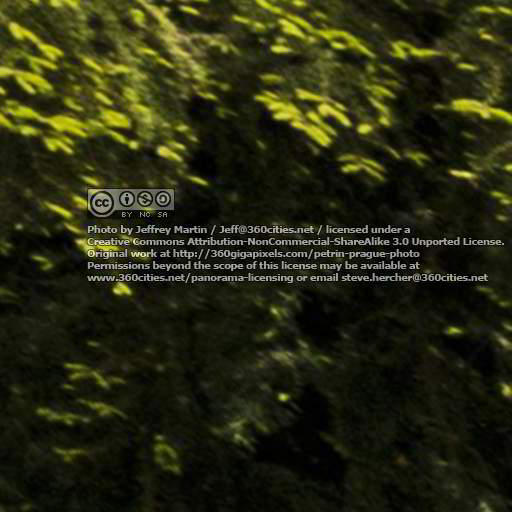 cc BY NC SA
Photo by Jeffrey Martin / Jeff@360cities.net / licensed under a
Creative Commons Attribution-NonCommercial-ShareAlike 3.0 Unported License.
Original work at http://360gigapixels.com/petrin-prague-photo
Permissions beyond the scope of this license may be available at
www.360cities.net/panorama-licensing or email steve.hercher@360cities.net